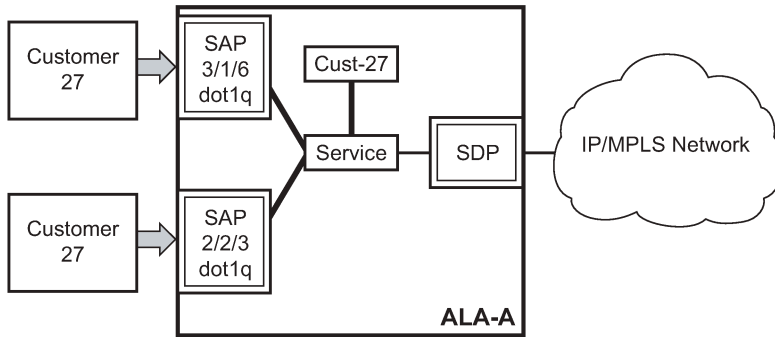 Customer
27
SAP
3/1/6
dot1q
Cust-27
Service
SDP
IP/MPLS Network
Customer
27
SAP
2/2/3
dot1q
ALA-A